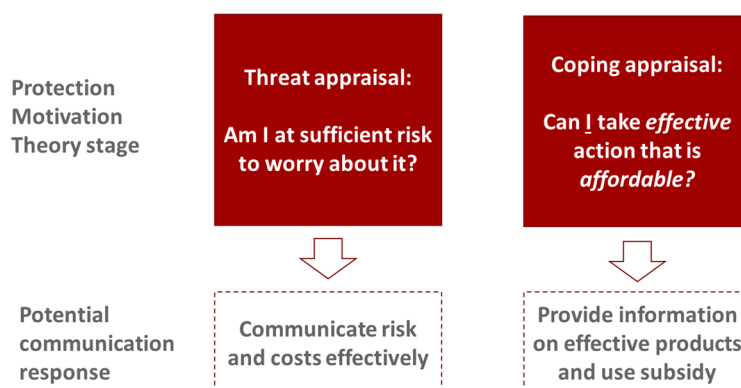 Protection
Motivation
Theory stage
Threat appraisal:
Am I at sufficient risk
to worry about it?
Coping appraisal:
Can I take effective
action that is
affordable?
Potential
communication
response
Communicate risk
and costs effectively
Provide information
on effective products
and use subsidy